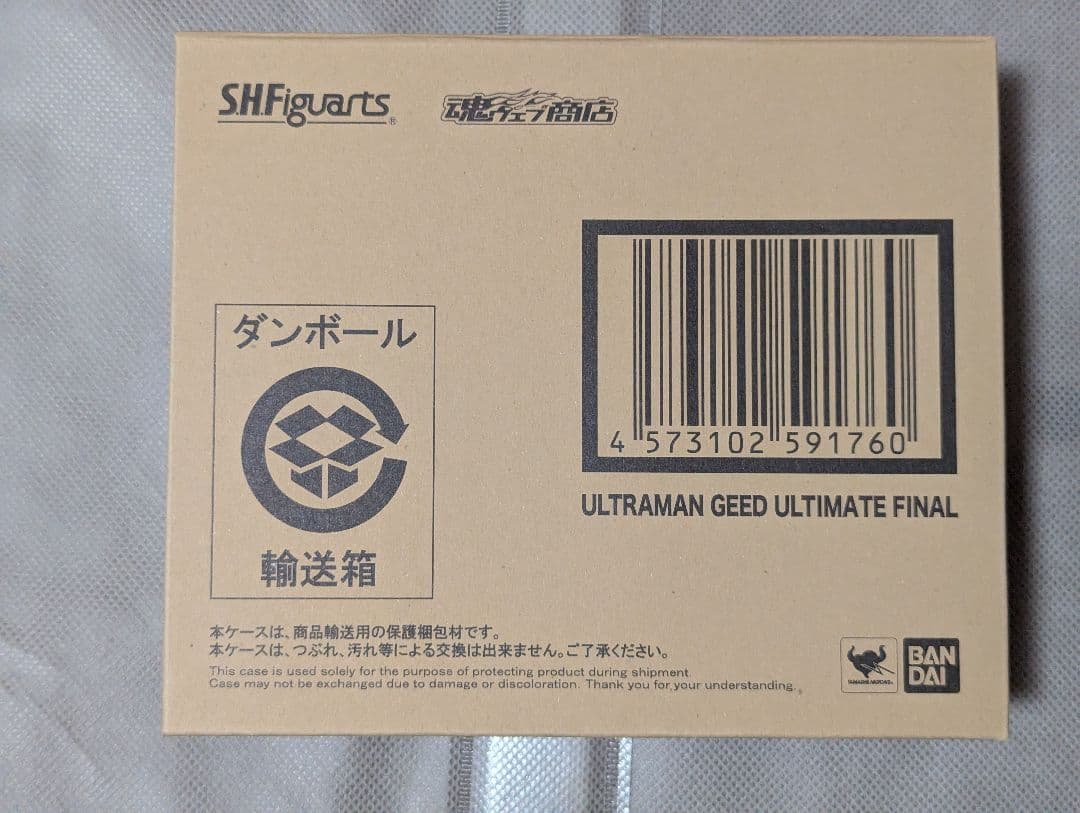 S.H.Figuarts ®
魂ウェブ商店
4 573102 591760
ULTRAMAN GEED ULTIMATE FINAL
ダンボール
輸送箱
本ケースは、商品輸送用の保護梱包材です。
本ケースは、つぶれ、汚れ等による交換は出来ません。ご了承ください。
This case is used solely for the purpose of protecting product during shipment.
Case may not be exchanged due to damage or discoloration. Thank you for your understanding.
TAMASHII NATIONS
BAN
DAI